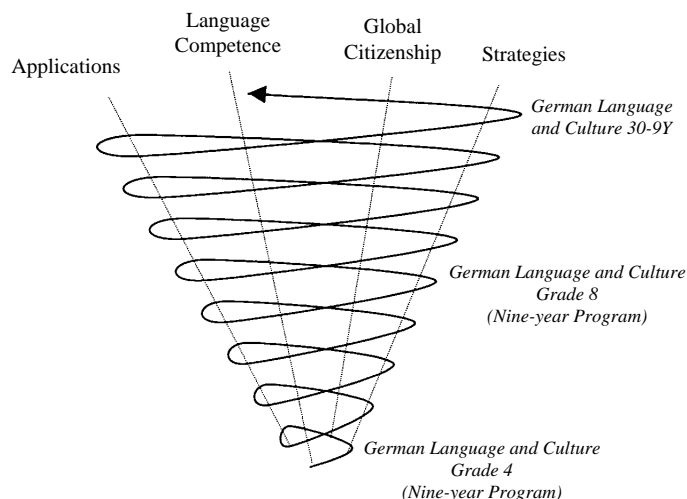 Applications
Language
Competence
Global
Citizenship
Strategies
German Language
and Culture 30-9Y
German Language and Culture
Grade 8
(Nine-year Program)
German Language and Culture
Grade 4
(Nine-year Program)